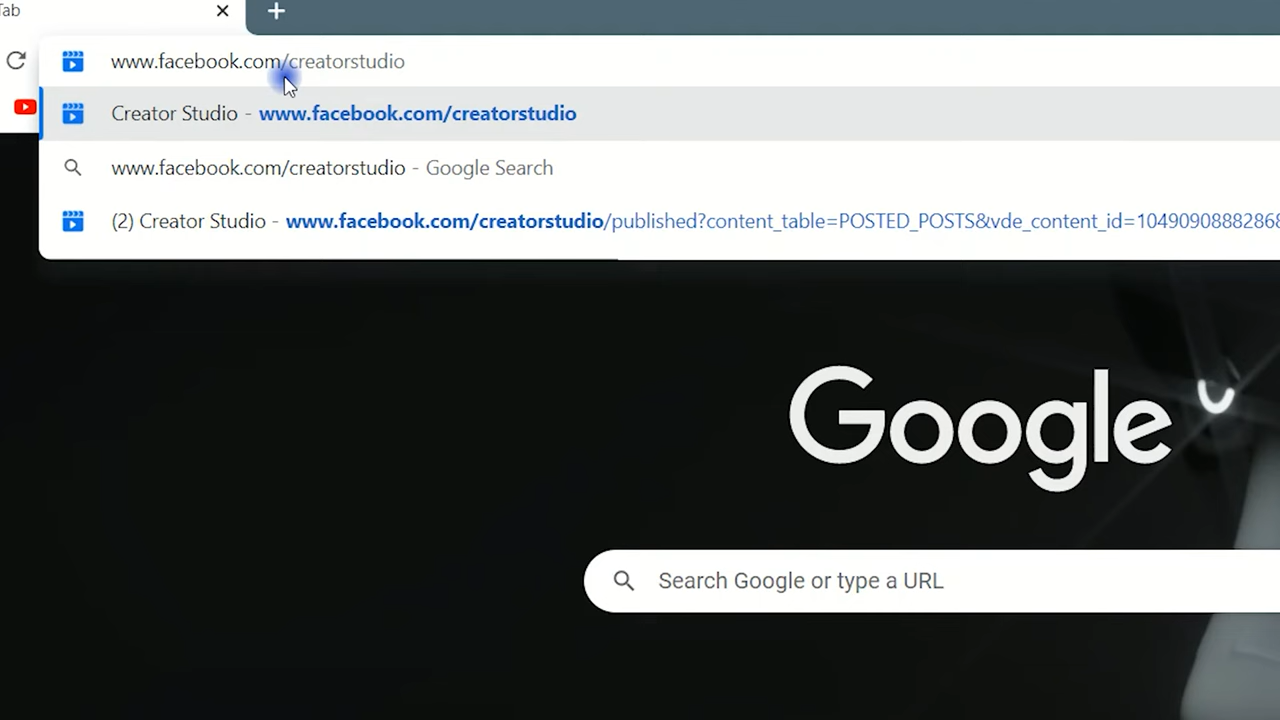 Tab
www.facebook.com/creatorstudio
Creator Studio - www.facebook.com/creatorstudio
www.facebook.com/creatorstudio - Google Search
(2) Creator Studio - www.facebook.com/creatorstudio/published?content_table=POSTED_POSTS&vde_content_id=1049090888286
Google
Search Google or type a URL